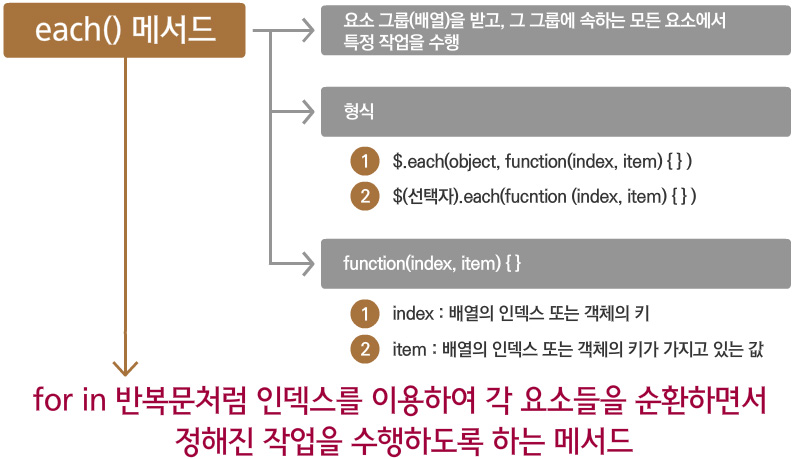 each() 메서드
요소 그룹(배열)을 받고, 그 그룹에 속하는 모든 요소에서
특정 작업을 수행
형식
1 $.each(object, function(index, item) { } )
2 $(선택자).each(fucntion (index, item) { } )
function(index, item) { }
1 index : 배열의 인덱스 또는 객체의 키
2 item : 배열의 인덱스 또는 객체의 키가 가지고 있는 값
for in 반복문처럼 인덱스를 이용하여 각 요소들을 순환하면서
정해진 작업을 수행하도록 하는 메서드